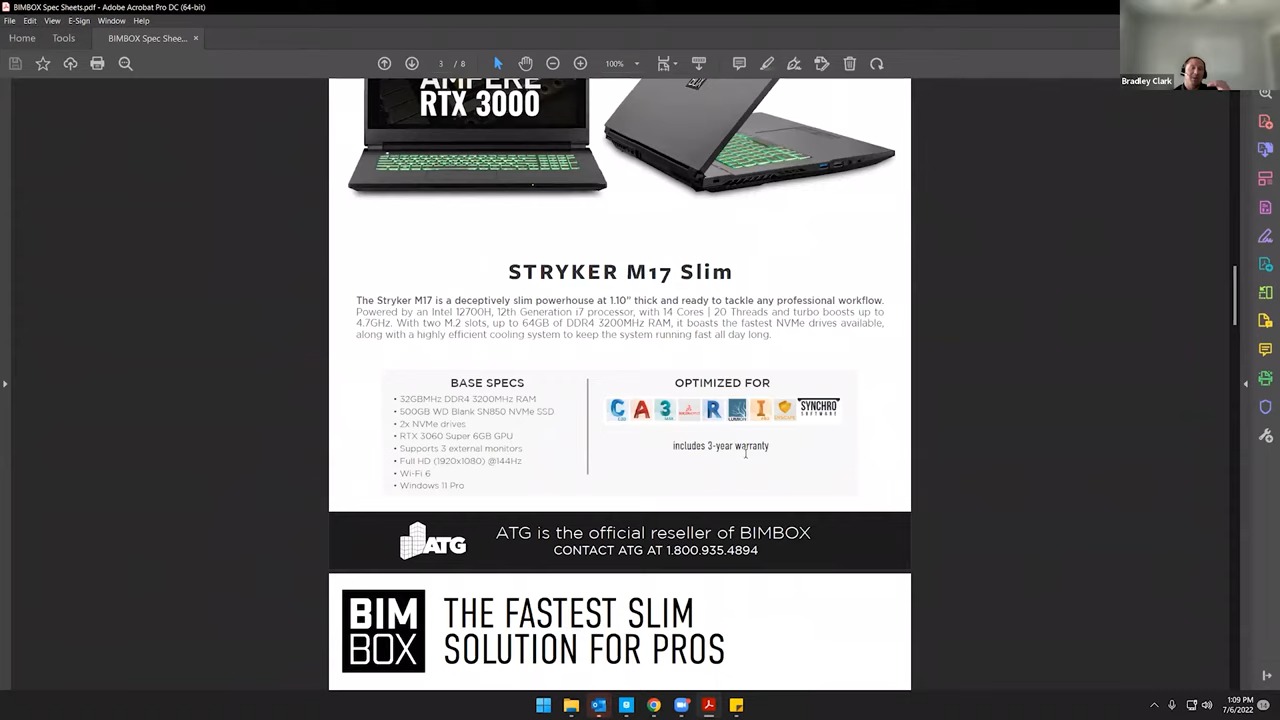 BIMBOX Spec Sheets.pdf - Adobe Acrobat Pro DC (64-bit)
File Edit View E-Sign Window Help
Home Tools BIMBOX Spec Shee... ×
3 / 8 100%
Bradley Clark
AMPERE
RTX 3000
STRYKER M17 Slim
The Stryker M17 is a deceptively slim powerhouse at 1.10" thick and ready to tackle any professional workflow.
Powered by an Intel 12700H, 12th Generation i7 processor, with 14 Cores | 20 Threads and turbo boosts up to
4.7GHz. With two M.2 slots, up to 64GB of DDR4 3200MHz RAM, it boasts the fastest NVMe drives available,
along with a highly efficient cooling system to keep the system running fast all day long.
BASE SPECS
• 32GBMHz DDR4 3200MHz RAM
• 500GB WD Blank SN850 NVMe SSD
• 2x NVMe drives
• RTX 3060 Super 6GB GPU
• Supports 3 external monitors
• Full HD (1920x1080) @144Hz
• Wi-Fi 6
• Windows 11 Pro
OPTIMIZED FOR
C A 3 R I SYNCHRO
SOFTWARE
includes 3-year warranty
ATG ATG is the official reseller of BIMBOX
CONTACT ATG AT 1.800.935.4894
BIM
BOX
THE FASTEST SLIM
SOLUTION FOR PROS
1:09 PM
7/6/2022